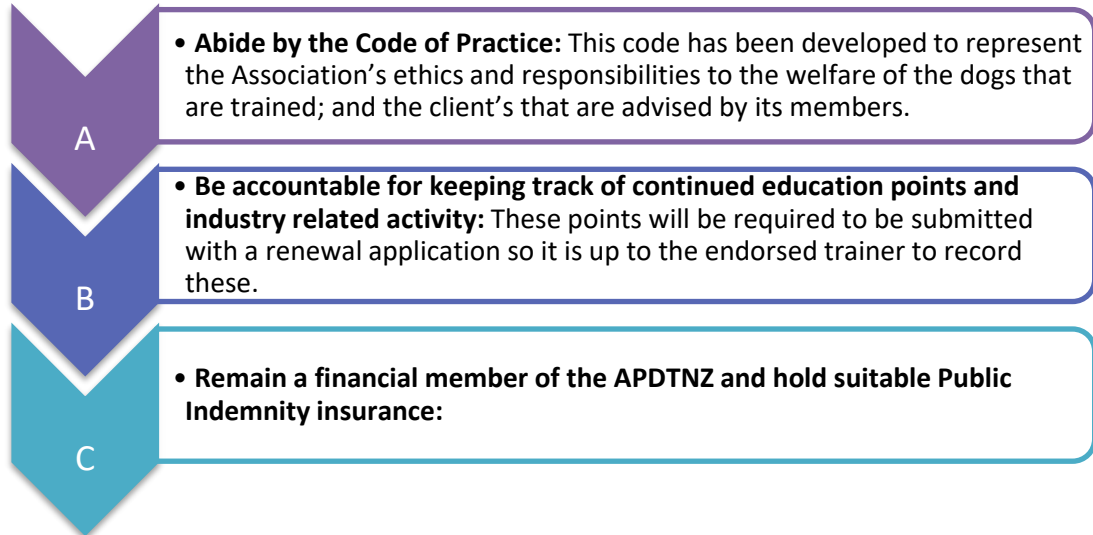 A
• Abide by the Code of Practice: This code has been developed to represent
the Association’s ethics and responsibilities to the welfare of the dogs that
are trained; and the client’s that are advised by its members.
B
• Be accountable for keeping track of continued education points and
industry related activity: These points will be required to be submitted
with a renewal application so it is up to the endorsed trainer to record
these.
C
• Remain a financial member of the APDTNZ and hold suitable Public
Indemnity insurance: